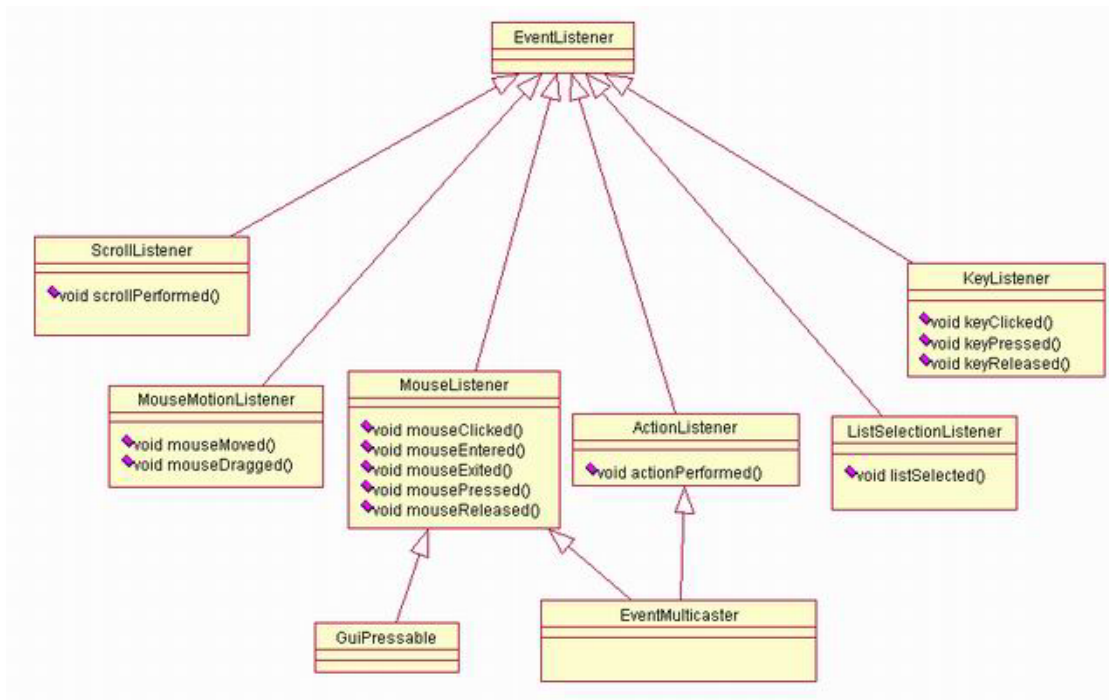 EventListener
ScrollListener
void scrollPerformed()
KeyListener
void keyClicked()
void keyPressed()
void keyReleased()
MouseMotionListener
void mouseMoved()
void mouseDragged()
MouseListener
void mouseClicked()
void mouseEntered()
void mouseExited()
void mousePressed()
void mouseReleased()
ActionListener
void actionPerformed()
ListSelectionListener
void listSelected()
GuiPressable
EventMulticaster